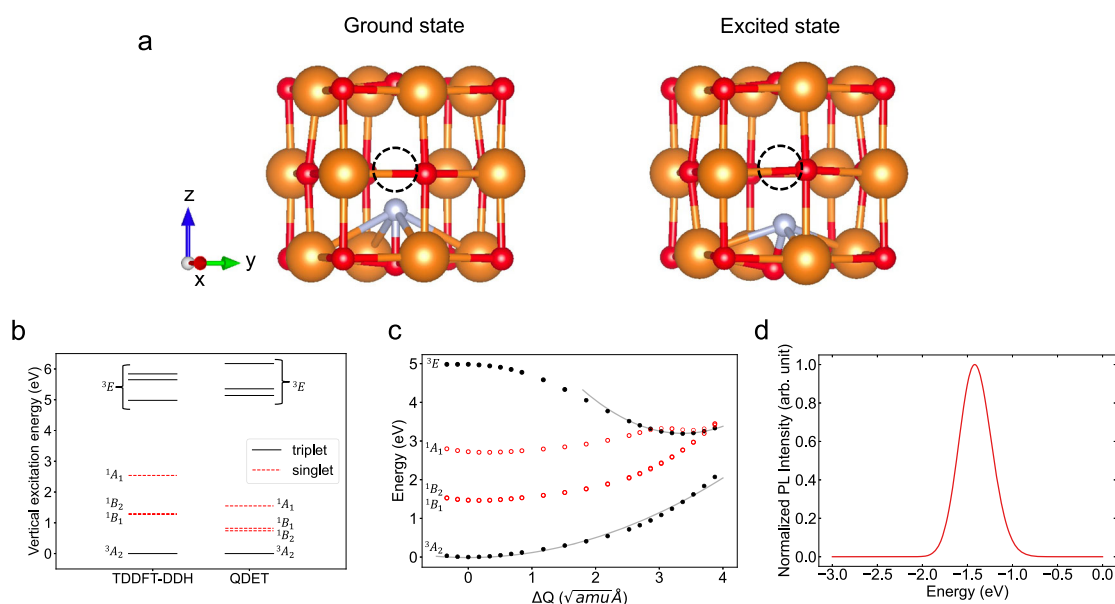 a
Ground state
Excited state
z
y
x
b
Vertical excitation energy (eV)
6
5
4
3
2
1
0
³E
³E
triplet
singlet
¹A₁
¹B₂
¹B₁
³A₂
¹A₁
¹B₁
¹B₂
³A₂
TDDFT-DDH
QDET
c
Energy (eV)
5
4
3
2
1
0
³E
¹A₁
¹B₂
¹B₁
³A₂
0
1
2
3
4
ΔQ (√amuÅ)
d
Normalized PL Intensity (arb. unit)
1.0
0.8
0.6
0.4
0.2
0.0
-3.0
-2.5
-2.0
-1.5
-1.0
-0.5
0.0
Energy (eV)